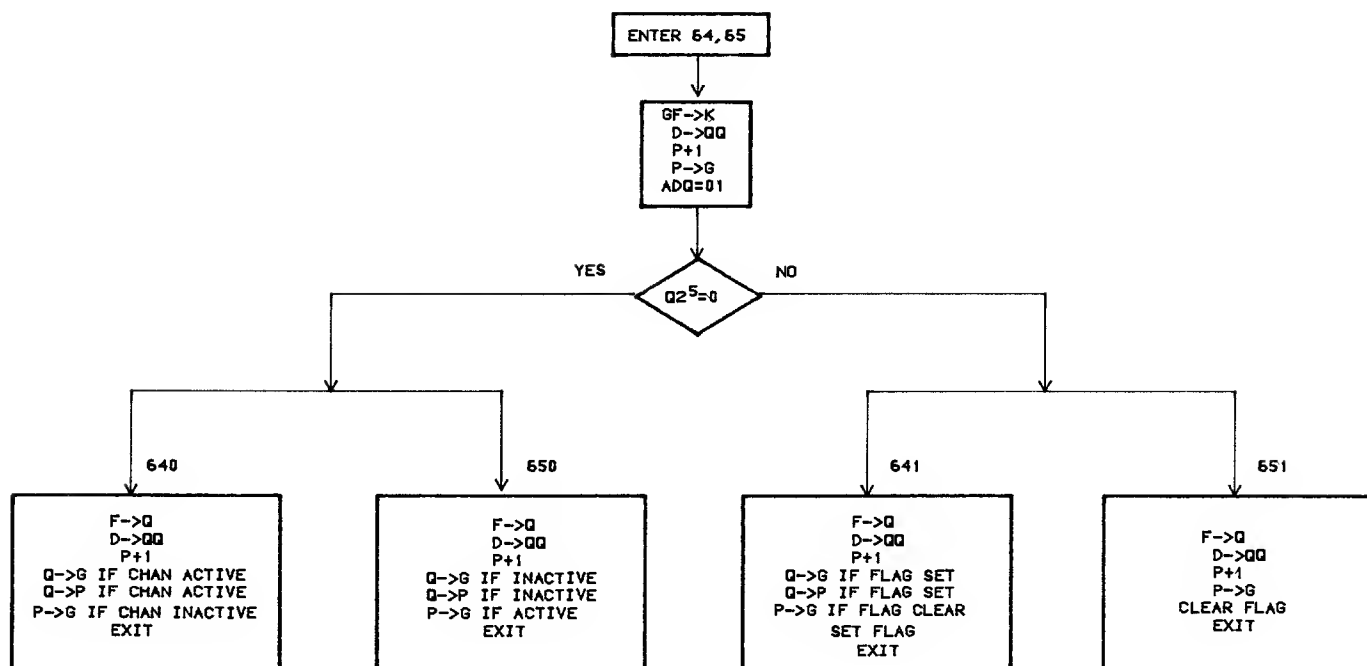 ENTER 64,65
GF->K
D->QQ
P+1
P->G
ADQ=01
YES
NO
Q2⁵=0
640
650
641
651
F->Q
D->QQ
P+1
Q->G IF CHAN ACTIVE
Q->P IF CHAN ACTIVE
P->G IF CHAN INACTIVE
EXIT
F->Q
D->QQ
P+1
Q->G IF INACTIVE
Q->P IF INACTIVE
P->G IF ACTIVE
EXIT
F->Q
D->QQ
P+1
Q->G IF FLAG SET
Q->P IF FLAG SET
P->G IF FLAG CLEAR
SET FLAG
EXIT
F->Q
D->QQ
P+1
P->G
CLEAR FLAG
EXIT